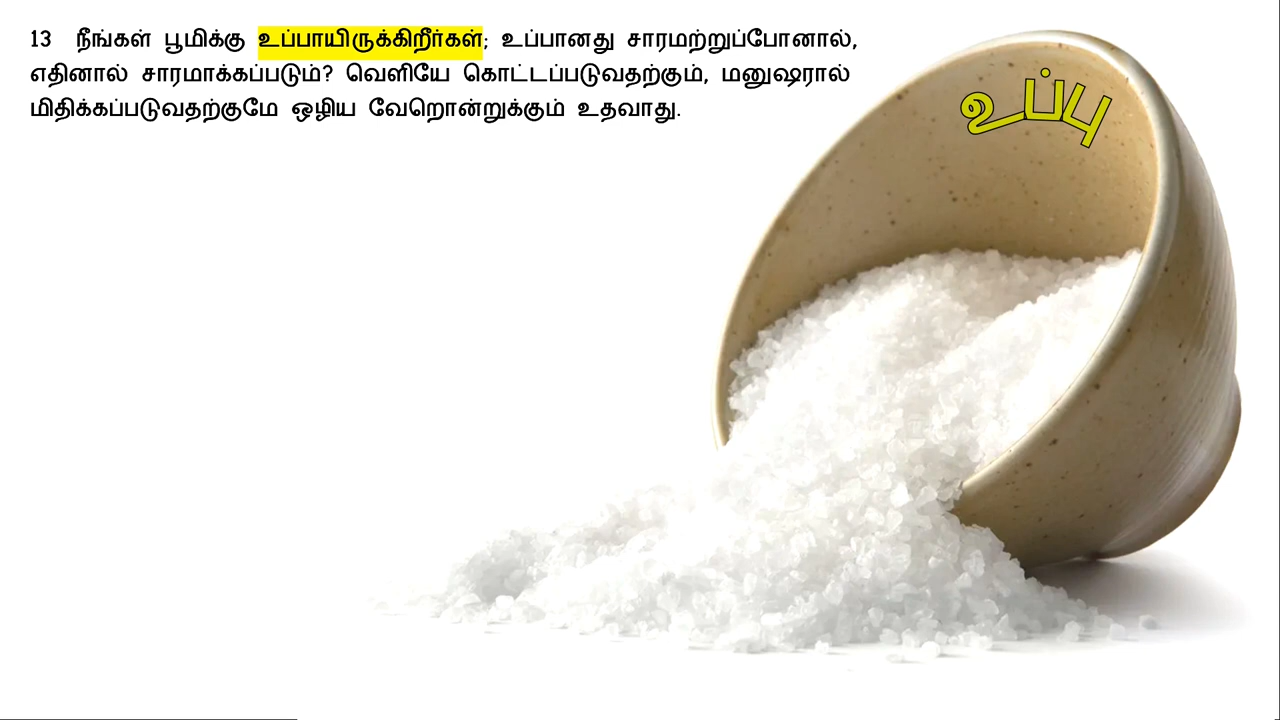 13 நீங்கள் பூமிக்கு உப்பாயிருக்கிறீர்கள்; உப்பானது சாரமற்றுப்போனால்,
எதினால் சாரமாக்கப்படும்? வெளியே கொட்டப்படுவதற்கும், மனுஷரால்
மிதிக்கப்படுவதற்குமே ஒழிய வேறொன்றுக்கும் உதவாது.
உப்பு